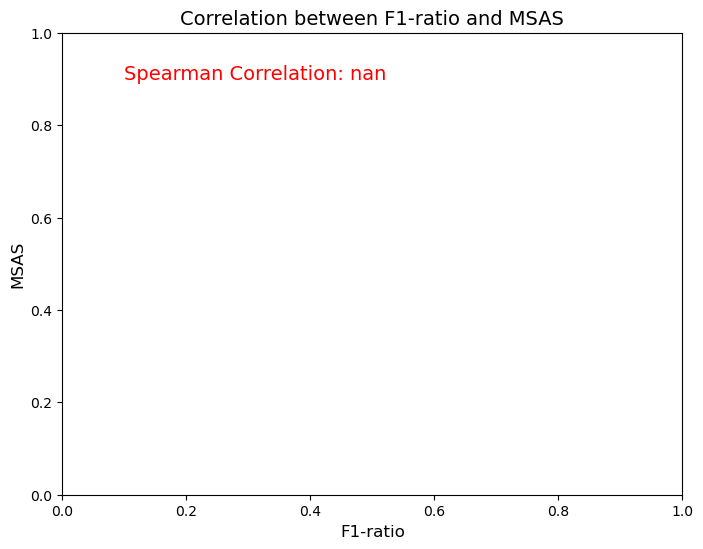 Correlation between F1-ratio and MSAS
Spearman Correlation: nan
1.0
0.8
0.6
0.4
0.2
0.0
MSAS
0.0 0.2 0.4 0.6 0.8 1.0
F1-ratio